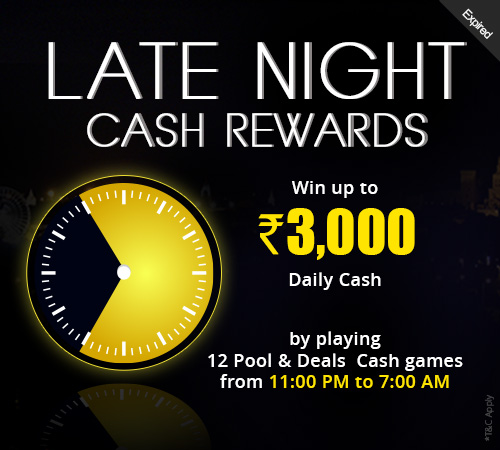 Expired
LATE NIGHT
CASH REWARDS
Win up to
₹3,000
Daily Cash
by playing
12 Pool & Deals Cash games
from 11:00 PM to 7:00 AM
*T&C Apply